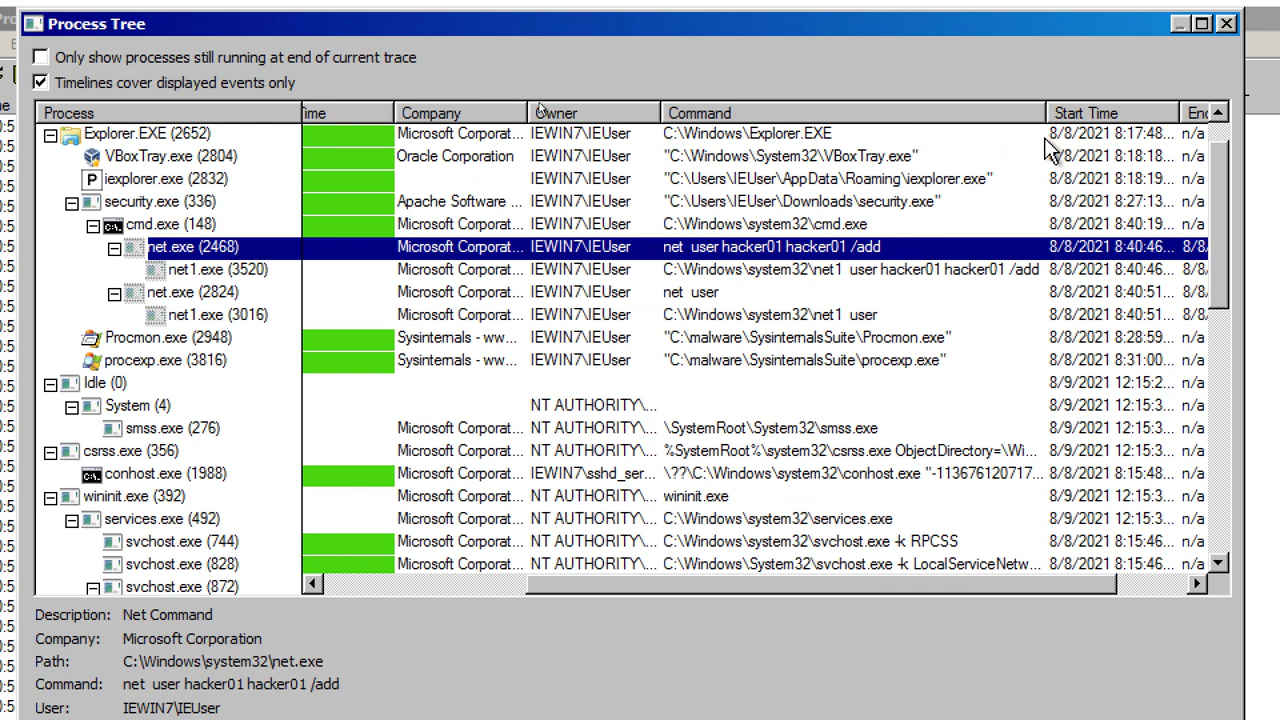 Process Tree
Only show processes still running at end of current trace
Timelines cover displayed events only
Process ime Company Owner Command Start Time Enc
Explorer.EXE (2652) Microsoft Corporat... IEWIN7\IEUser C:\Windows\Explorer.EXE 8/8/2021 8:17:48... n/a
VBoxTray.exe (2804) Oracle Corporation IEWIN7\IEUser "C:\Windows\System32\VBoxTray.exe" 8/8/2021 8:18:18... n/a
iexplorer.exe (2832) IEWIN7\IEUser "C:\Users\IEUser\AppData\Roaming\iexplorer.exe" 8/8/2021 8:18:19... n/a
security.exe (336) Apache Software ... IEWIN7\IEUser "C:\Users\IEUser\Downloads\security.exe" 8/8/2021 8:27:13... n/a
cmd.exe (148) Microsoft Corporat... IEWIN7\IEUser C:\Windows\system32\cmd.exe 8/8/2021 8:40:46... n/a
net.exe (2468) Microsoft Corporat... IEWIN7\IEUser net user hacker01 hacker01 /add 8/8/2021 8:40:46... 8/8/
net1.exe (3520) Microsoft Corporat... IEWIN7\IEUser C:\Windows\system32\net1 user hacker01 hacker01 /add 8/8/2021 8:40:46... 8/8/
net.exe (2824) Microsoft Corporat... IEWIN7\IEUser net user 8/8/2021 8:40:51... 8/8/
net1.exe (3016) Microsoft Corporat... IEWIN7\IEUser C:\Windows\system32\net1 user 8/8/2021 8:40:51... 8/8/
Procmon.exe (2948) Sysinternals - ww... IEWIN7\IEUser "C:\malware\SysinternalsSuite\Procmon.exe" 8/8/2021 8:28:59... n/a
procexp.exe (3816) Sysinternals - ww... IEWIN7\IEUser "C:\malware\SysinternalsSuite\procexp.exe" 8/8/2021 8:31:00... n/a
Idle (0) 8/9/2021 12:15:2... n/a
System (4) NT AUTHORITY\... 8/9/2021 12:15:3... n/a
smss.exe (276) Microsoft Corporat... NT AUTHORITY\... \SystemRoot\System32\smss.exe 8/9/2021 12:15:3... n/a
csrss.exe (356) Microsoft Corporat... NT AUTHORITY\... %SystemRoot%\system32\csrss.exe ObjectDirectory=\Wi... 8/9/2021 12:15:3... n/a
conhost.exe (1988) Microsoft Corporat... IEWIN7\sshd_ser... \??\C:\Windows\system32\conhost.exe "-113676120717... 8/8/2021 8:15:48... n/a
wininit.exe (392) Microsoft Corporat... NT AUTHORITY\... wininit.exe 8/9/2021 12:15:3... n/a
services.exe (492) Microsoft Corporat... NT AUTHORITY\... C:\Windows\system32\services.exe 8/9/2021 12:15:3... n/a
svchost.exe (744) Microsoft Corporat... NT AUTHORITY\... C:\Windows\system32\svchost.exe -k RPCSS 8/8/2021 8:15:46... n/a
svchost.exe (828) Microsoft Corporat... NT AUTHORITY\... C:\Windows\System32\svchost.exe -k LocalServiceNetw... 8/8/2021 8:15:46... n/a
svchost.exe (872)
Description: Net Command
Company: Microsoft Corporation
Path: C:\Windows\system32\net.exe
Command: net user hacker01 hacker01 /add
User: IEWIN7\IEUser